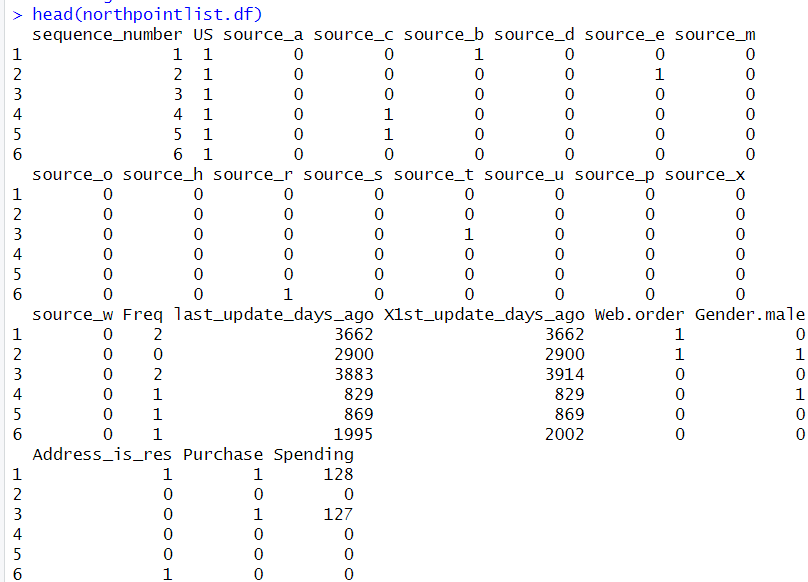 > head(northpointlist.df)
sequence_number US source_a source_c source_b source_d source_e source_m
1 1 1 0 0 1 0 0 0
2 2 1 0 0 0 0 1 0
3 3 1 0 0 0 0 0 0
4 4 1 0 1 0 0 0 0
5 5 1 0 1 0 0 0 0
6 6 1 0 0 0 0 0 0
source_o source_h source_r source_s source_t source_u source_p source_x
1 0 0 0 0 0 0 0 0
2 0 0 0 0 0 0 0 0
3 0 0 0 0 1 0 0 0
4 0 0 0 0 0 0 0 0
5 0 0 0 0 0 0 0 0
6 0 0 1 0 0 0 0 0
source_w Freq last_update_days_ago X1st_update_days_ago Web.order Gender.male
1 0 2 3662 3662 1 0
2 0 0 2900 2900 1 1
3 0 2 3883 3914 0 0
4 0 1 829 829 0 1
5 0 1 869 869 0 0
6 0 1 1995 2002 0 0
Address_is_res Purchase Spending
1 1 1 128
2 0 0 0
3 0 1 127
4 0 0 0
5 0 0 0
6 1 0 0